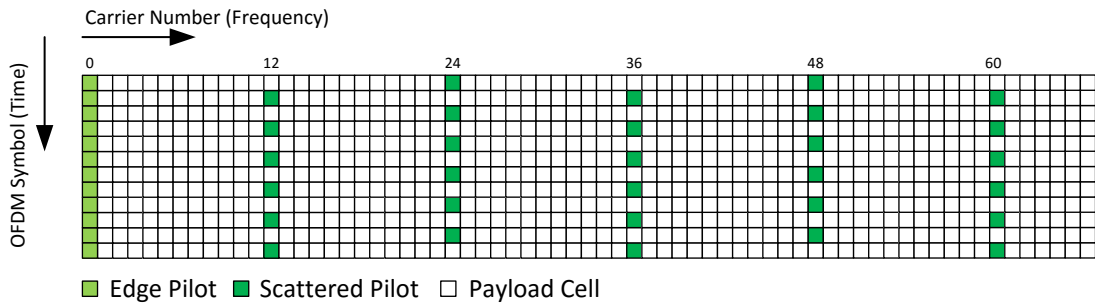 Carrier Number (Frequency)
OFDM Symbol (Time)
0 12 24 36 48 60
Edge Pilot Scattered Pilot Payload Cell